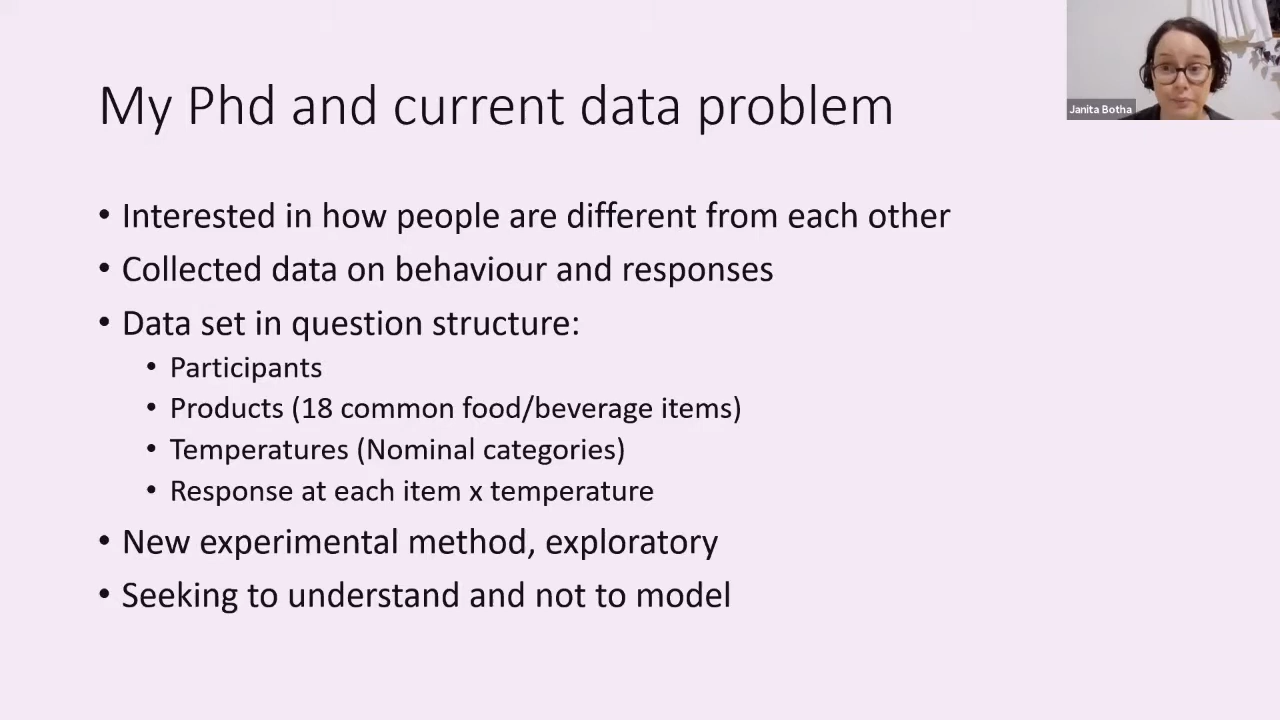 My Phd and current data problem
Janita Botha
• Interested in how people are different from each other
• Collected data on behaviour and responses
• Data set in question structure:
• Participants
• Products (18 common food/beverage items)
• Temperatures (Nominal categories)
• Response at each item x temperature
• New experimental method, exploratory
• Seeking to understand and not to model